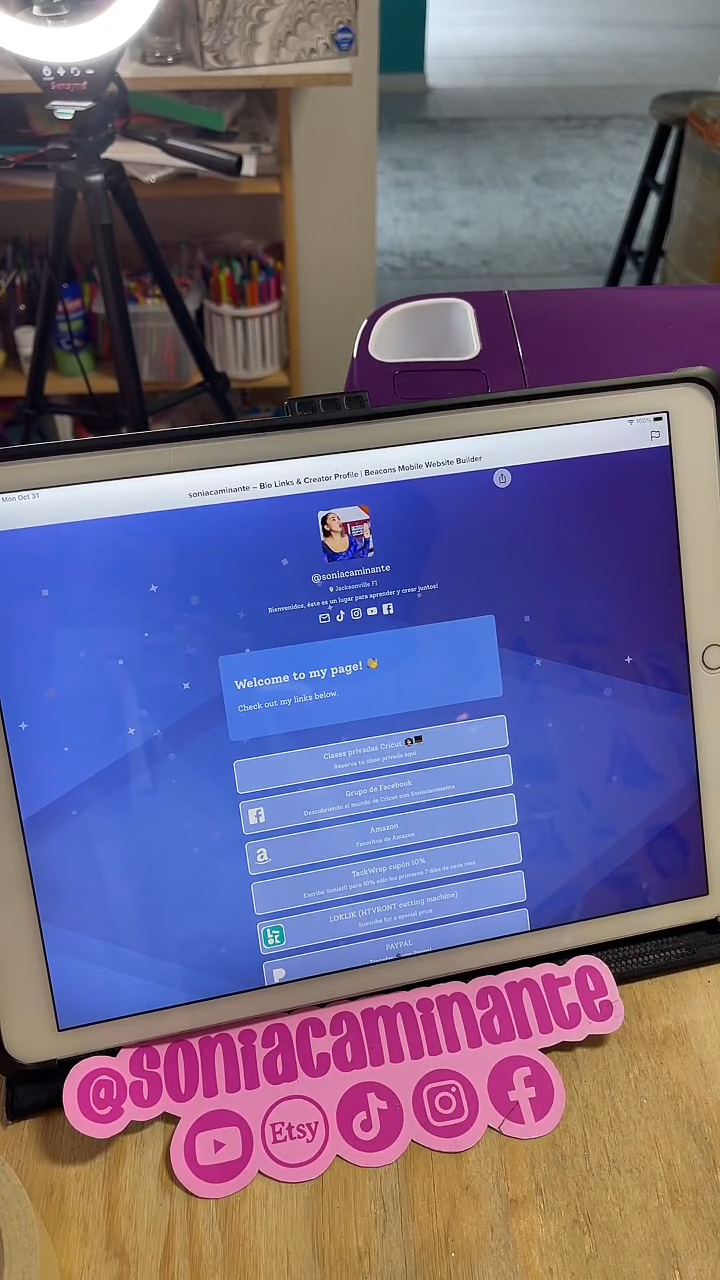 Mon Oct 31
100%
soniacaminante — Bio Links & Creator Profile | Beacons Mobile Website Builder
@soniacaminante
Jacksonville Fl
Bienvenidos, éste es un lugar para aprender y crear juntos!
Welcome to my page! 👋
Check out my links below.
Clases privadas Cricut
Reserva tu clase privada aquí
Grupo de Facebook
Descubriendo el mundo de Cricut con Soniacaminante
Amazon
Favoritos de Amazon
TeckWrap cupón 10%
Escribe Sonia10 para 10% sólo los primeros 7 días de cada mes
LOKLiK (HTVRONT cutting machine)
Suscribe for a special price
PAYPAL
@soniacaminante
Etsy